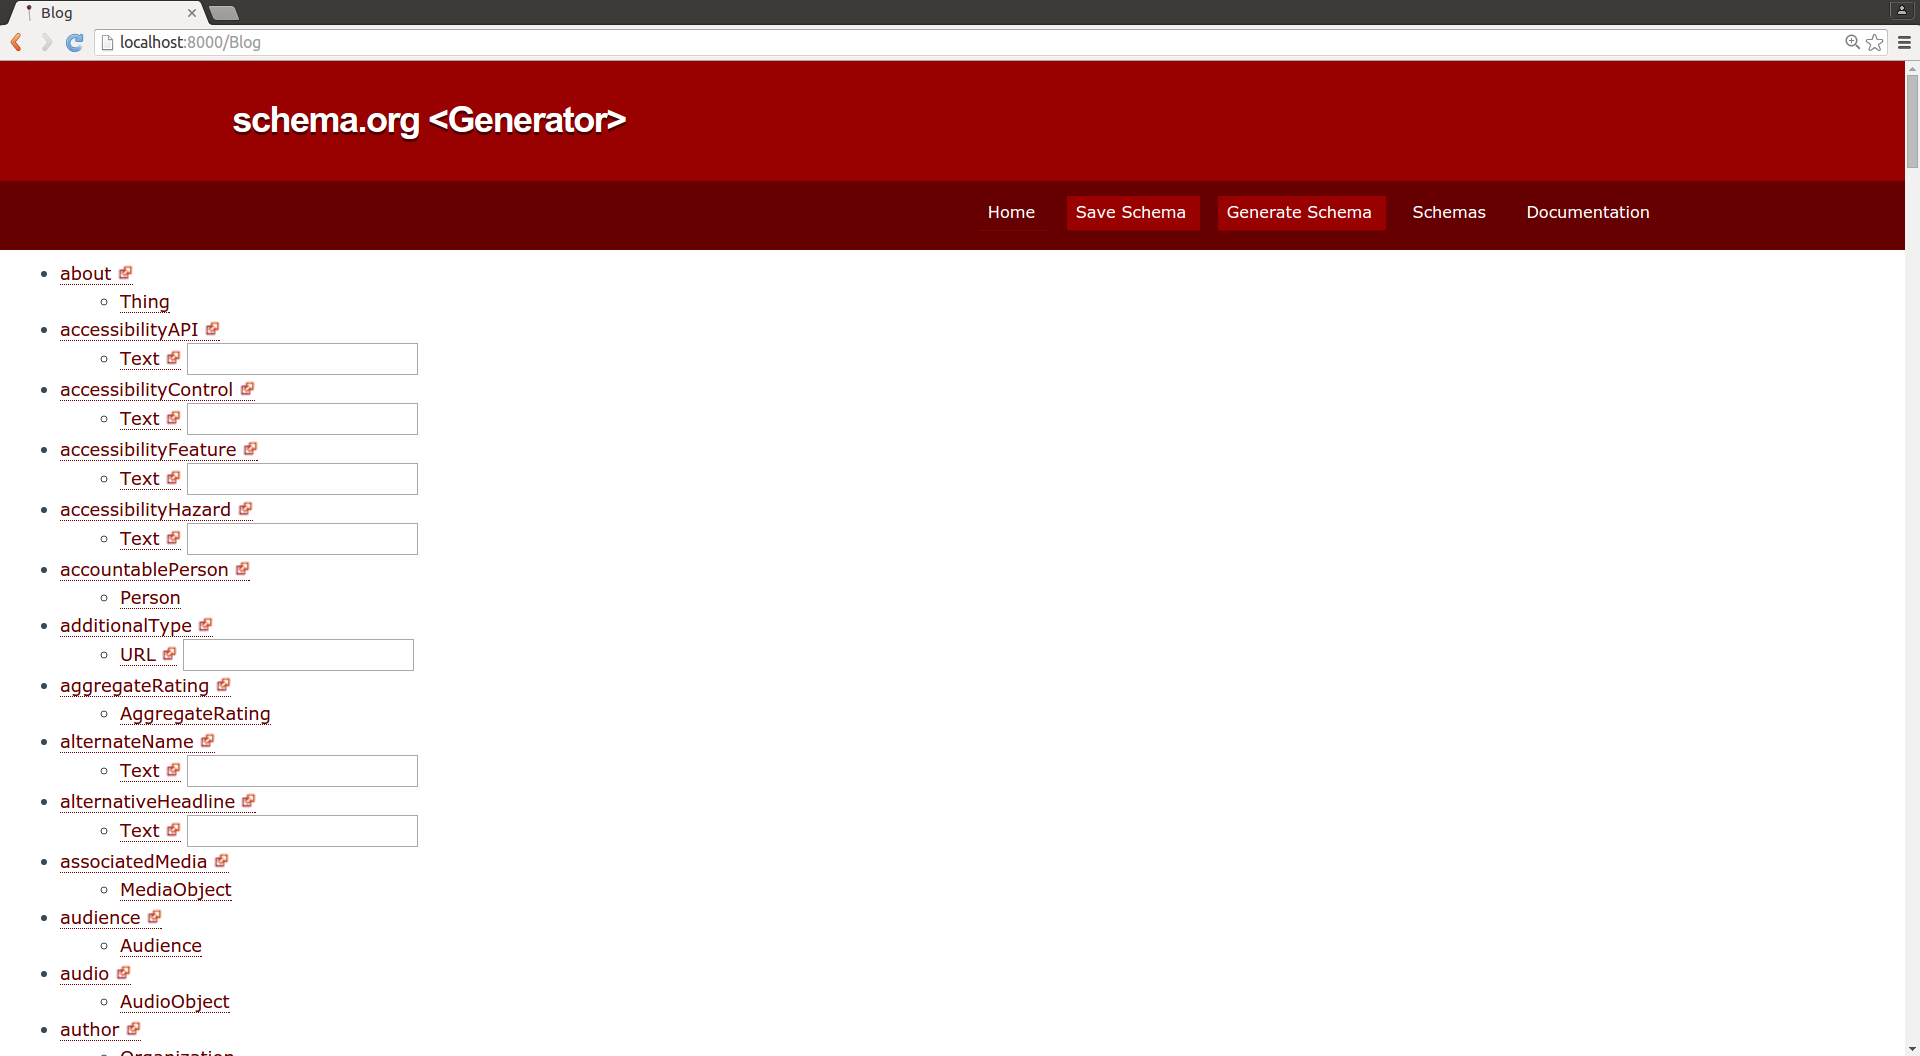 Blog
localhost:8000/Blog
schema.org <Generator>
Home Save Schema Generate Schema Schemas Documentation
about
Thing
accessibilityAPI
Text
accessibilityControl
Text
accessibilityFeature
Text
accessibilityHazard
Text
accountablePerson
Person
additionalType
URL
aggregateRating
AggregateRating
alternateName
Text
alternativeHeadline
Text
associatedMedia
MediaObject
audience
Audience
audio
AudioObject
author
Organization